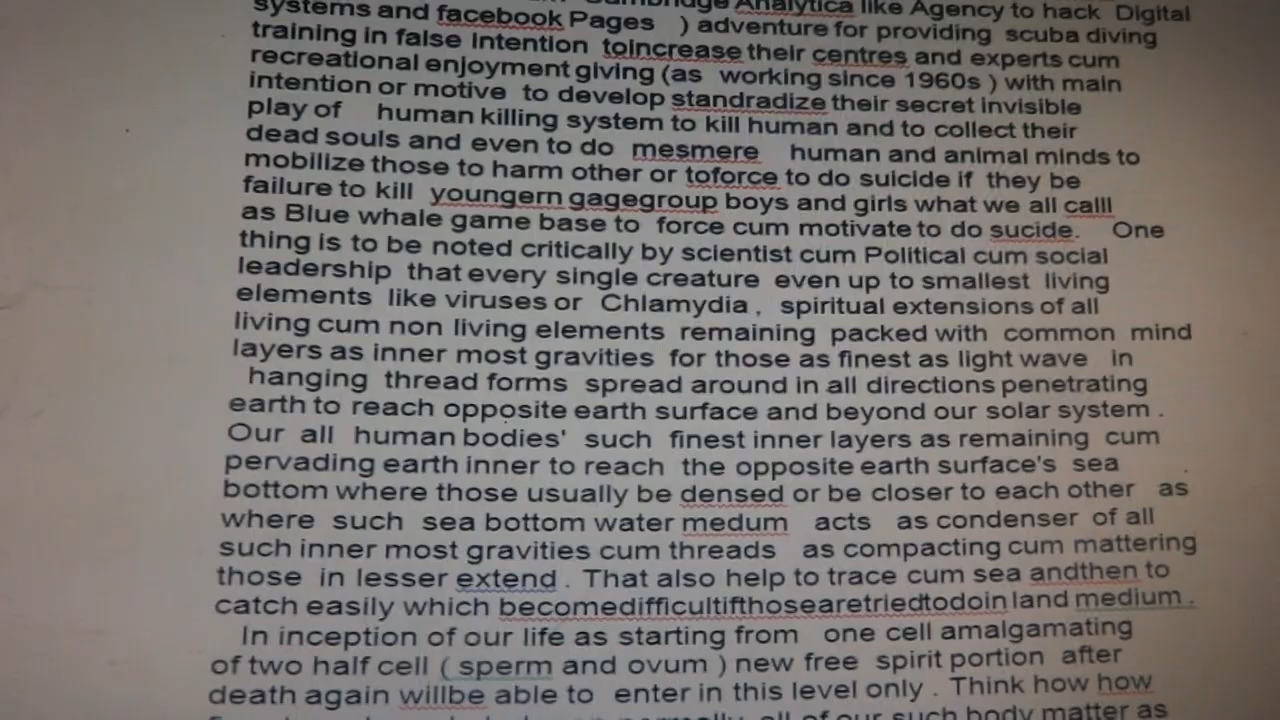 Analytica like Agency to hack Digital
systems and facebook Pages ) adventure for providing scuba diving
training in false Intention toincrease their centres and experts cum
recreational enjoyment giving (as working since 1960s ) with main
intention or motive to develop standradize their secret invisible
play of human killing system to kill human and to collect their
dead souls and even to do mesmere human and animal minds to
mobilize those to harm other or toforce to do suicide if they be
failure to kill youngern gagegroup boys and girls what we all calll
as Blue whale game base to force cum motivate to do sucide. One
thing is to be noted critically by scientist cum Political cum social
leadership that every single creature even up to smallest living
elements like viruses or Chlamydia , spiritual extensions of all
living cum non living elements remaining packed with common mind
layers as inner most gravities for those as finest as light wave in
hanging thread forms spread around in all directions penetrating
earth to reach opposite earth surface and beyond our solar system .
Our all human bodies' such finest inner layers as remaining cum
pervading earth inner to reach the opposite earth surface's sea
bottom where those usually be densed or be closer to each other as
where such sea bottom water medum acts as condenser of all
such inner most gravities cum threads as compacting cum mattering
those in lesser extend . That also help to trace cum sea andthen to
catch easily which becomedifficultifthosearetriedtodoin land medium .
In inception of our life as starting from one cell amalgamating
of two half cell ( sperm and ovum ) new free spirit portion after
death again willbe able to enter in this level only . Think how how
all of our such body matter as